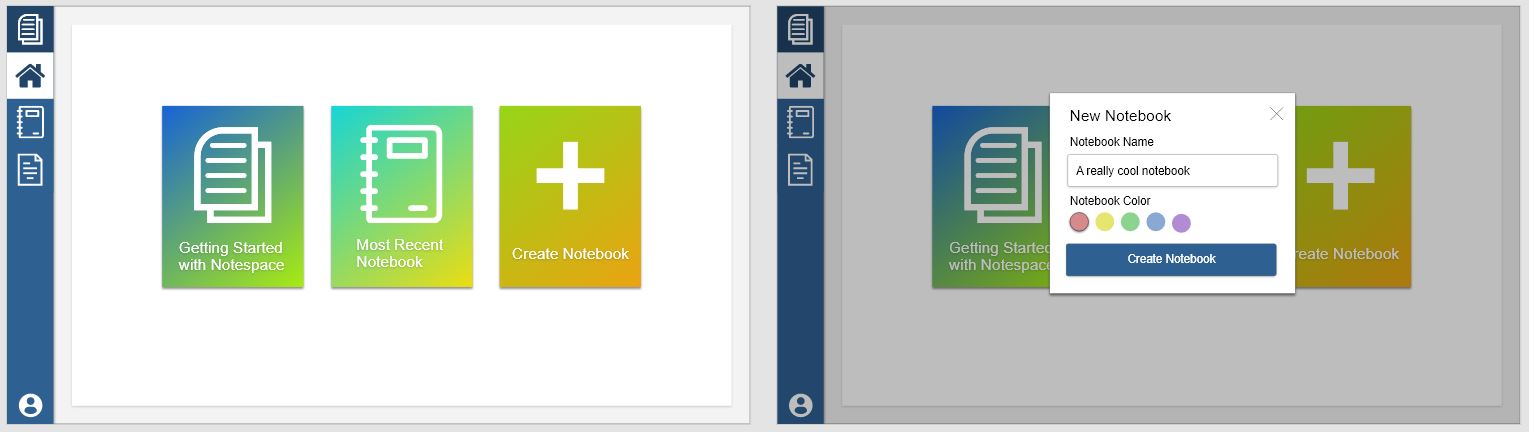 Getting Started
with Notespace
Most Recent
Notebook
Create Notebook
Getting Started
with Notespace
New Notebook
Notebook Name
A really cool notebook
Notebook Color
Create Notebook
reate Notebook